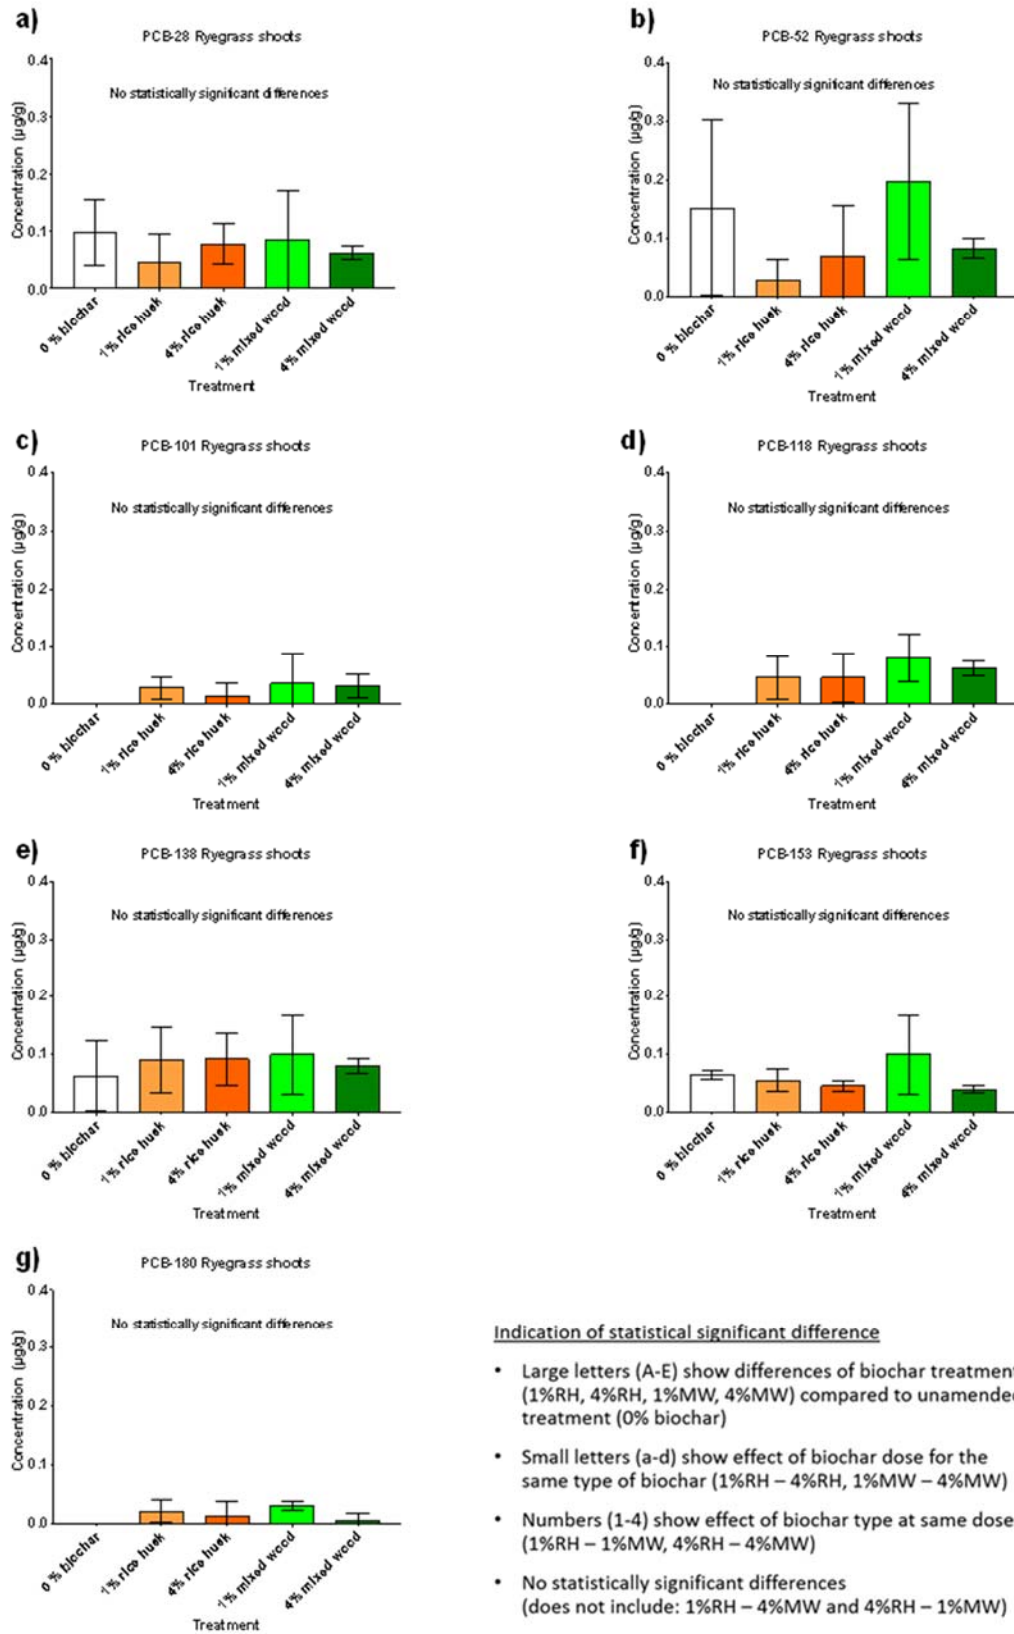 a)
PCB-28 Ryegrass shoots
No statistically significant differences
Concentration (µg/g)
0.4
0.3
0.2
0.1
0.0
0 % biochar
1% rice husk
4% rice husk
1% mixed wood
4% mixed wood
Treatment
b)
PCB-52 Ryegrass shoots
No statistically significant differences
Concentration (µg/g)
0.4
0.3
0.2
0.1
0.0
0 % biochar
1% rice husk
4% rice husk
1% mixed wood
4% mixed wood
Treatment
c)
PCB-101 Ryegrass shoots
No statistically significant differences
Concentration (µg/g)
0.4
0.3
0.2
0.1
0.0
0 % biochar
1% rice husk
4% rice husk
1% mixed wood
4% mixed wood
Treatment
d)
PCB-118 Ryegrass shoots
No statistically significant differences
Concentration (µg/g)
0.4
0.3
0.2
0.1
0.0
0 % biochar
1% rice husk
4% rice husk
1% mixed wood
4% mixed wood
Treatment
e)
PCB-138 Ryegrass shoots
No statistically significant differences
Concentration (µg/g)
0.4
0.3
0.2
0.1
0.0
0 % biochar
1% rice husk
4% rice husk
1% mixed wood
4% mixed wood
Treatment
f)
PCB-153 Ryegrass shoots
No statistically significant differences
Concentration (µg/g)
0.4
0.3
0.2
0.1
0.0
0 % biochar
1% rice husk
4% rice husk
1% mixed wood
4% mixed wood
Treatment
g)
PCB-180 Ryegrass shoots
No statistically significant differences
Concentration (µg/g)
0.4
0.3
0.2
0.1
0.0
0 % biochar
1% rice husk
4% rice husk
1% mixed wood
4% mixed wood
Treatment
Indication of statistical significant difference
• Large letters (A-E) show differences of biochar treatment
(1%RH, 4%RH, 1%MW, 4%MW) compared to unamended
treatment (0% biochar)
• Small letters (a-d) show effect of biochar dose for the
same type of biochar (1%RH – 4%RH, 1%MW – 4%MW)
• Numbers (1-4) show effect of biochar type at same dose
(1%RH – 1%MW, 4%RH – 4%MW)
• No statistically significant differences
(does not include: 1%RH – 4%MW and 4%RH – 1%MW)